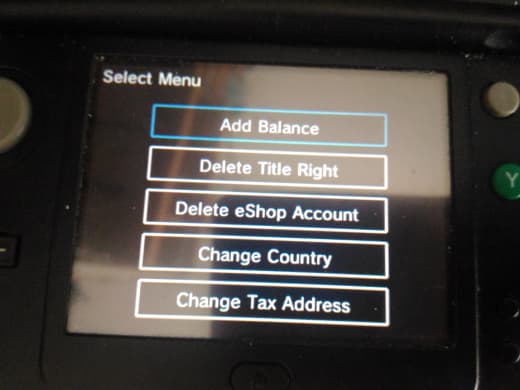 Select Menu
Add Balance
Delete Title Right
Delete eShop Account
Change Country
Change Tax Address
Y